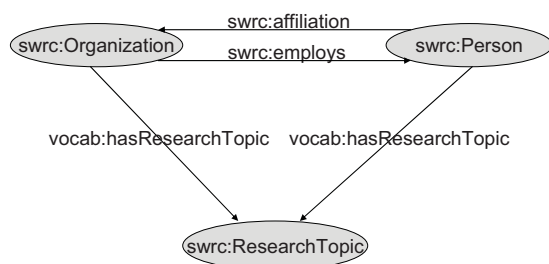 swrc:affiliation
swrc:Organization
swrc:Person
swrc:employs
vocab:hasResearchTopic
vocab:hasResearchTopic
swrc:ResearchTopic